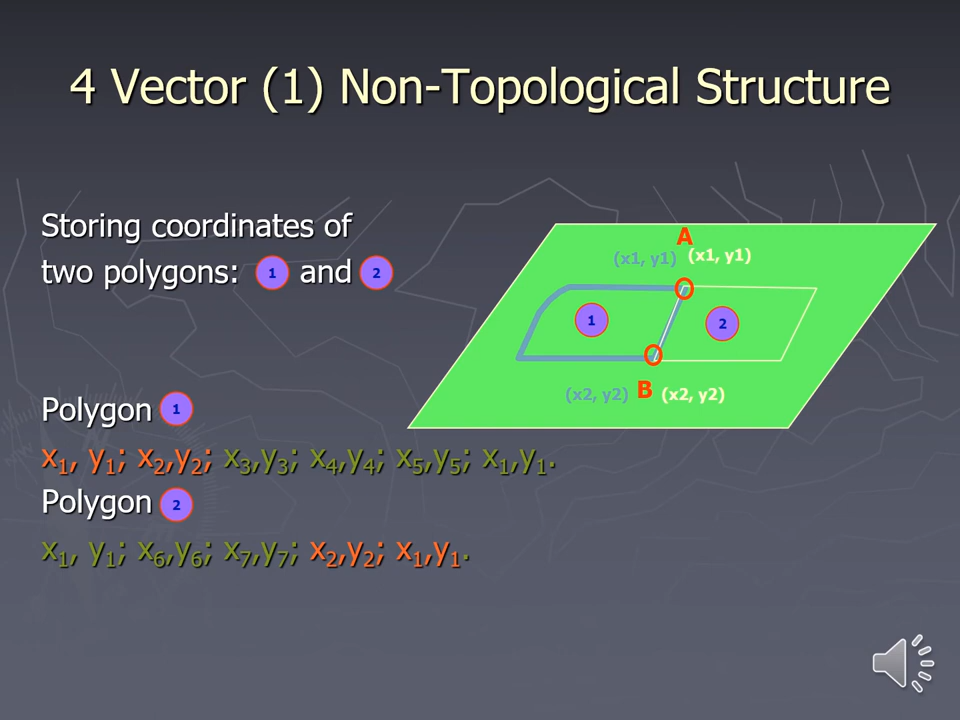 4 Vector (1) Non-Topological Structure
Storing coordinates of
two polygons: 1 and 2
A
(x1, y1) (x1, y1)
1 2
(x2, y2) B (x2, y2)
Polygon 1
x₁, y₁; x₂,y₂; x₃,y₃; x₄,y₄; x₅,y₅; x₁,y₁.
Polygon 2
x₁, y₁; x₆,y₆; x₇,y₇; x₂,y₂; x₁,y₁.